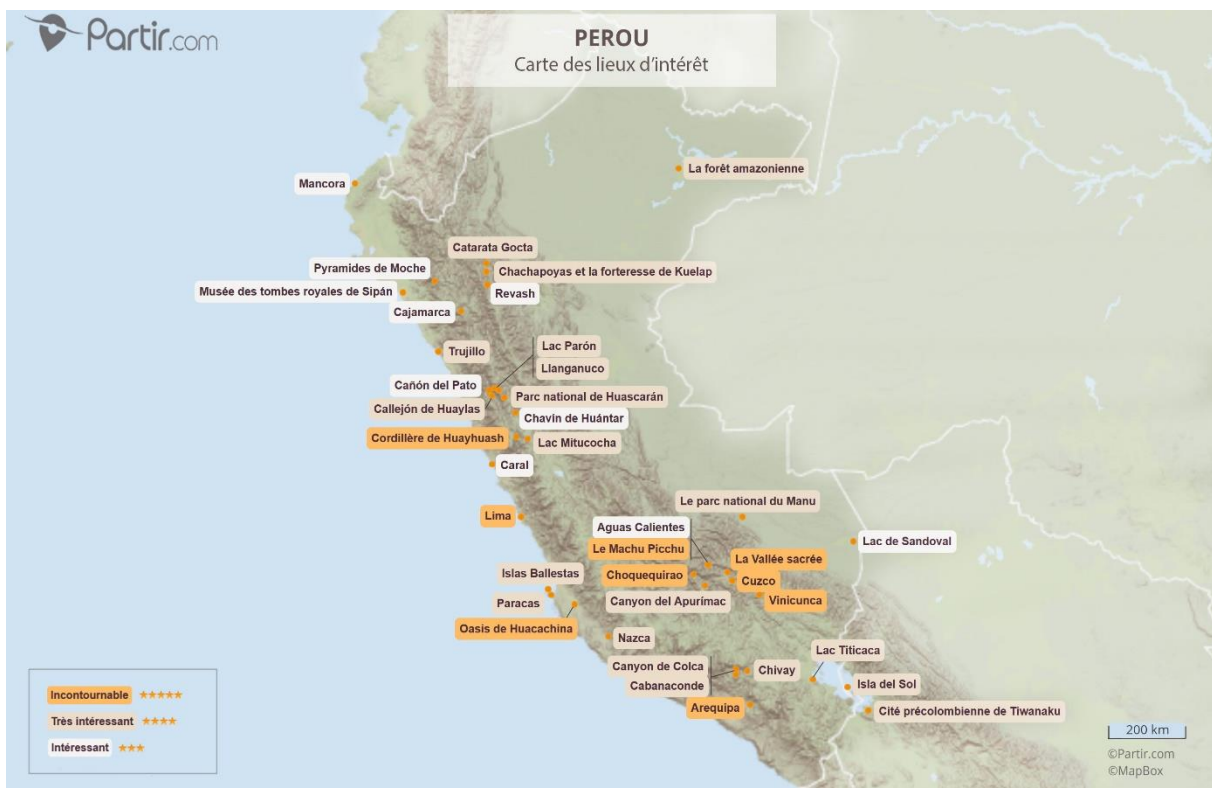 Partir.com
PEROU
Carte des lieux d'intérêt
La forêt amazonienne
Mancora
Catarata Gocta
Pyramides de Moche
Chachapoyas et la forteresse de Kuelap
Musée des tombes royales de Sipán
Revash
Cajamarca
Lac Parón
Trujillo
Llanganuco
Cañón del Pato
Parc national de Huascarán
Callejón de Huaylas
Chavin de Huántar
Cordillère de Huayhuash
Lac Mitucocha
Caral
Le parc national du Manu
Lima
Aguas Calientes
Lac de Sandoval
Le Machu Picchu
La Vallée sacrée
Islas Ballestas
Choquequirao
Cuzco
Paracas
Canyon del Apurímac
Vinicunca
Oasis de Huacachina
Nazca
Lac Titicaca
Canyon de Colca
Chivay
Cabanaconde
Isla del Sol
Arequipa
Cité précolombienne de Tiwanaku
Incontournable ★★★★★
Très intéressant ★★★★
Intéressant ★★★
200 km
©Partir.com
©MapBox